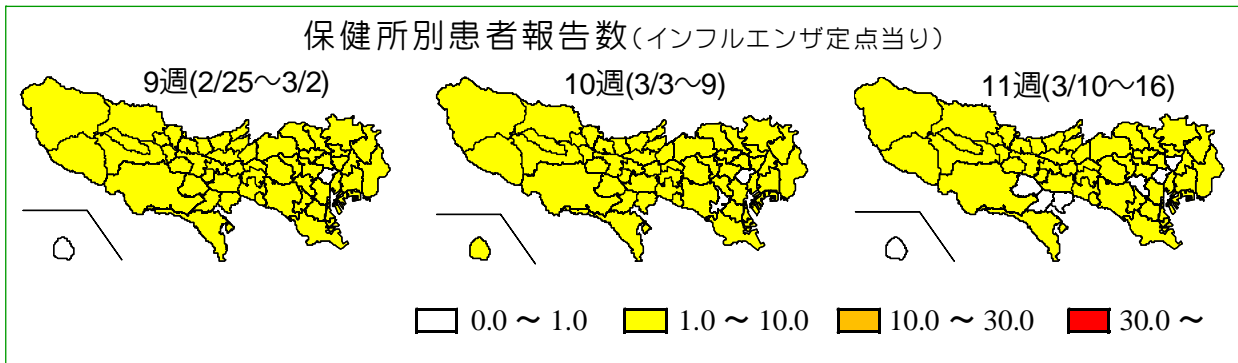 保健所別患者報告数(インフルエンザ定点当り)
9週(2/25～3/2)
10週(3/3～9)
11週(3/10～16)
0.0 ～ 1.0
1.0 ～ 10.0
10.0 ～ 30.0
30.0 ～